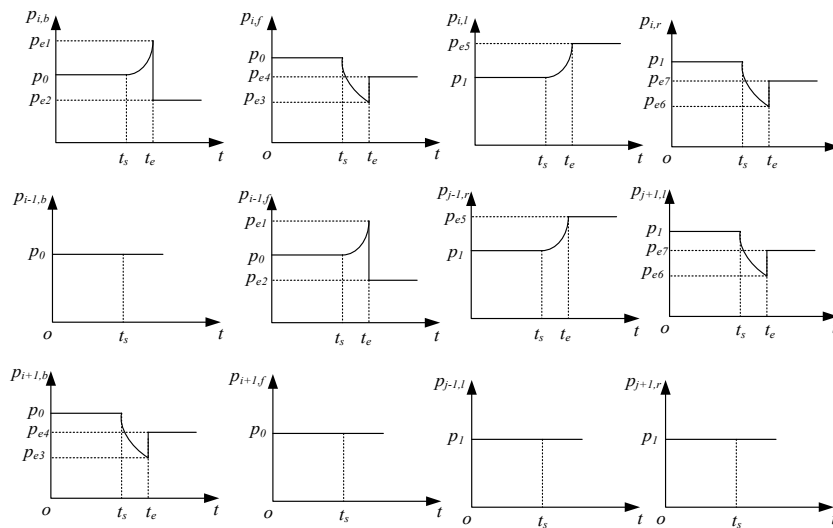 p_{i,b} p_{i,f} p_{i,l} p_{i,r}
p_{e1} p_0 p_{e5} p_1
p_0 p_{e4} p_1 p_{e7}
p_{e2} p_{e3} p_{e6}
t_s t_e t o t_s t_e t t_s t_e t o t_s t_e
p_{i-1,b} p_{i-1,f} p_{j-1,r} p_{j+1,l}
p_{e1} p_{e5} p_1
p_0 p_0 p_1 p_{e7}
p_{e2} p_{e6}
o t_s t o t_s t_e t o t_s t_e t o t_s t_e
p_{i+1,b} p_{i+1,f} p_{j-1,l} p_{j+1,r}
p_0
p_{e4} p_0 p_1 p_1
p_{e3}
o t_s t_e t o t_s t o t_s t o t_s